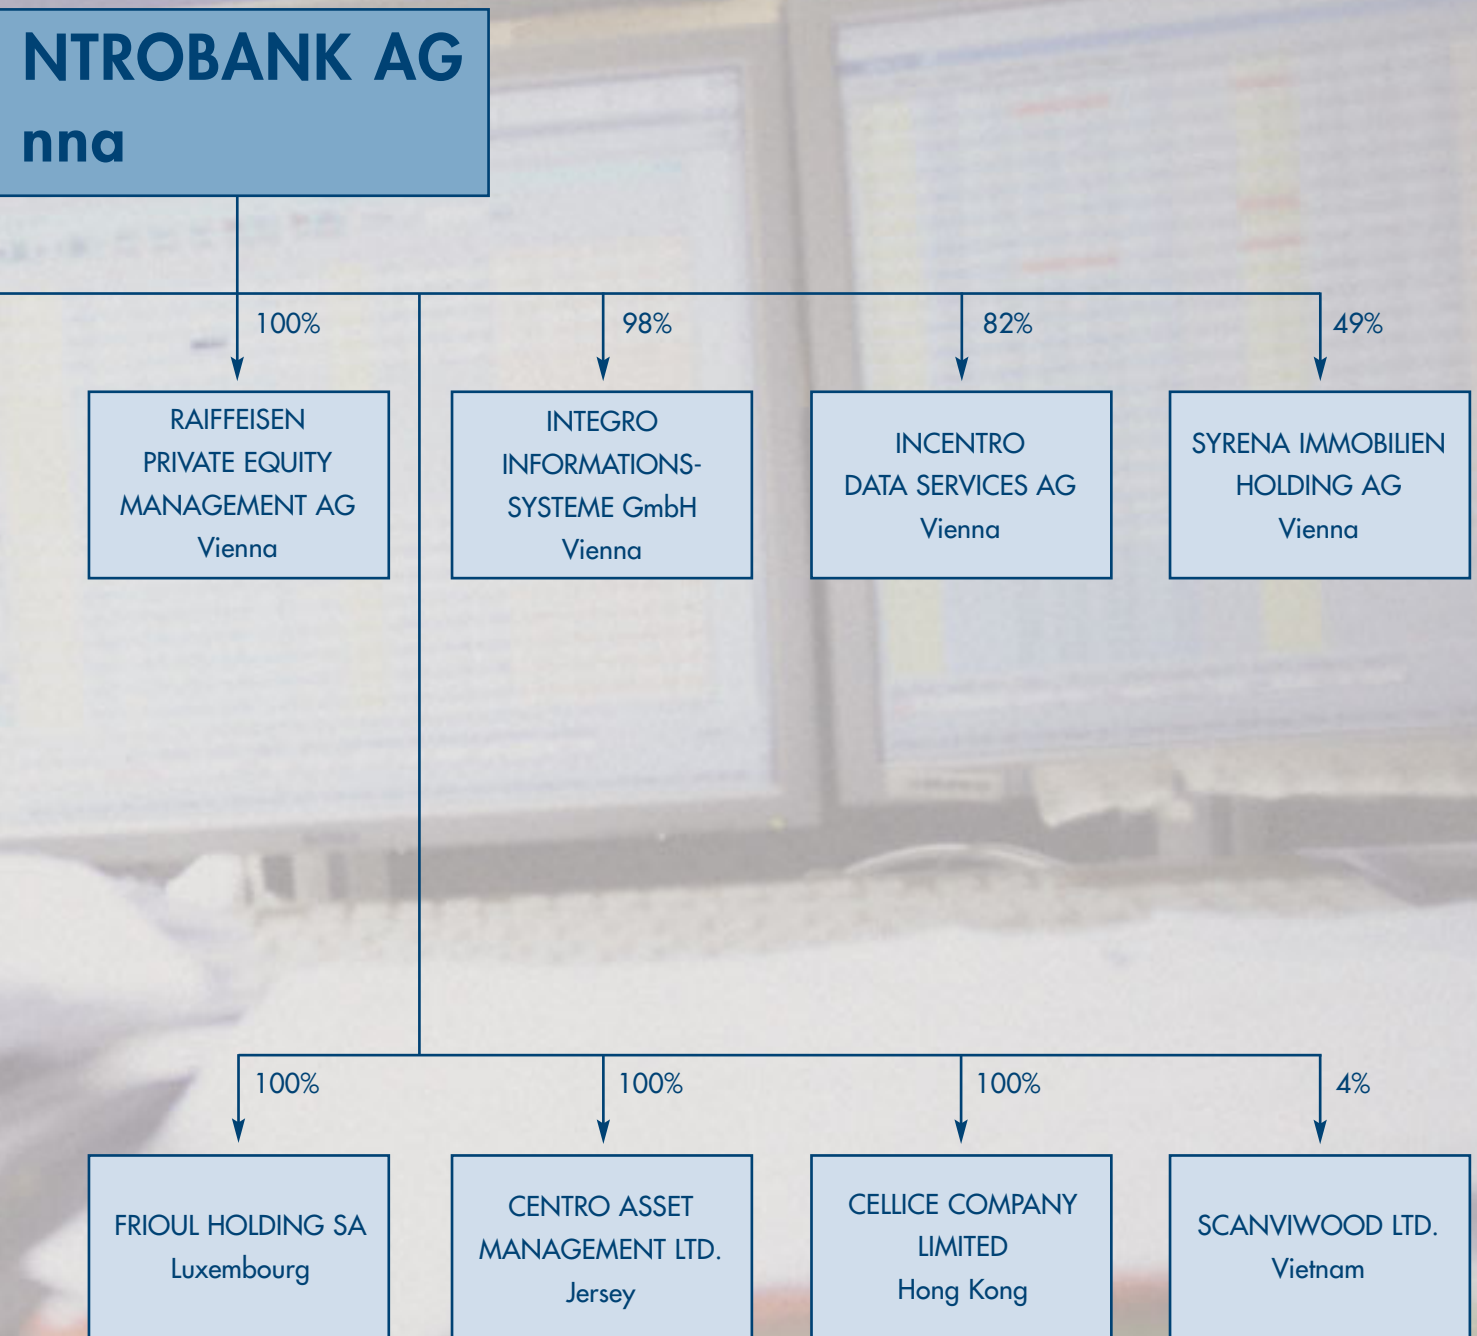 NTROBANK AG
nna
100%
98%
82%
49%
RAIFFEISEN
PRIVATE EQUITY
MANAGEMENT AG
Vienna
INTEGRO
INFORMATIONS-
SYSTEME GmbH
Vienna
INCENTRO
DATA SERVICES AG
Vienna
SYRENA IMMOBILIEN
HOLDING AG
Vienna
100%
100%
100%
4%
FRIOUL HOLDING SA
Luxembourg
CENTRO ASSET
MANAGEMENT LTD.
Jersey
CELLICE COMPANY
LIMITED
Hong Kong
SCANVIWOOD LTD.
Vietnam